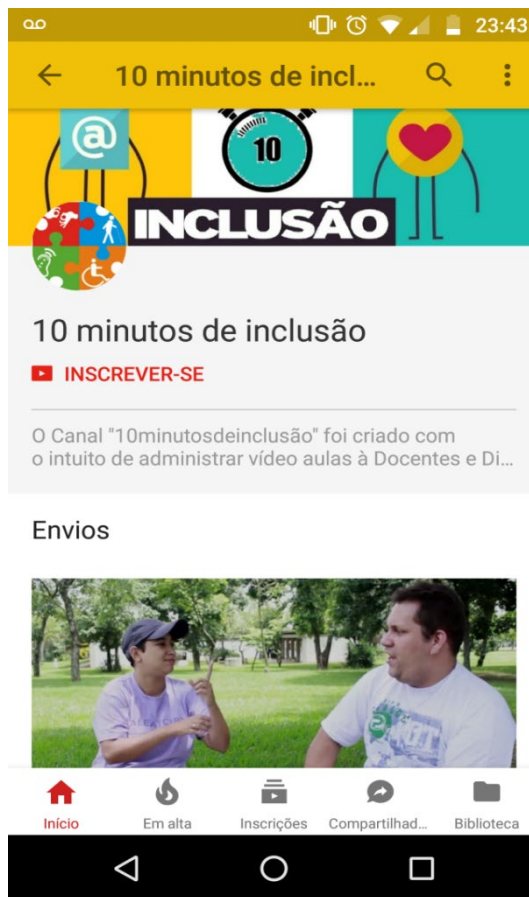 23:43
10 minutos de incl...
@
10
INCLUSÃO
10 minutos de inclusão
INSCREVER-SE
O Canal "10minutosdeinclusão" foi criado com
o intuito de administrar vídeo aulas à Docentes e Di...
Envios
Início
Em alta
Inscrições
Compartilhad...
Biblioteca